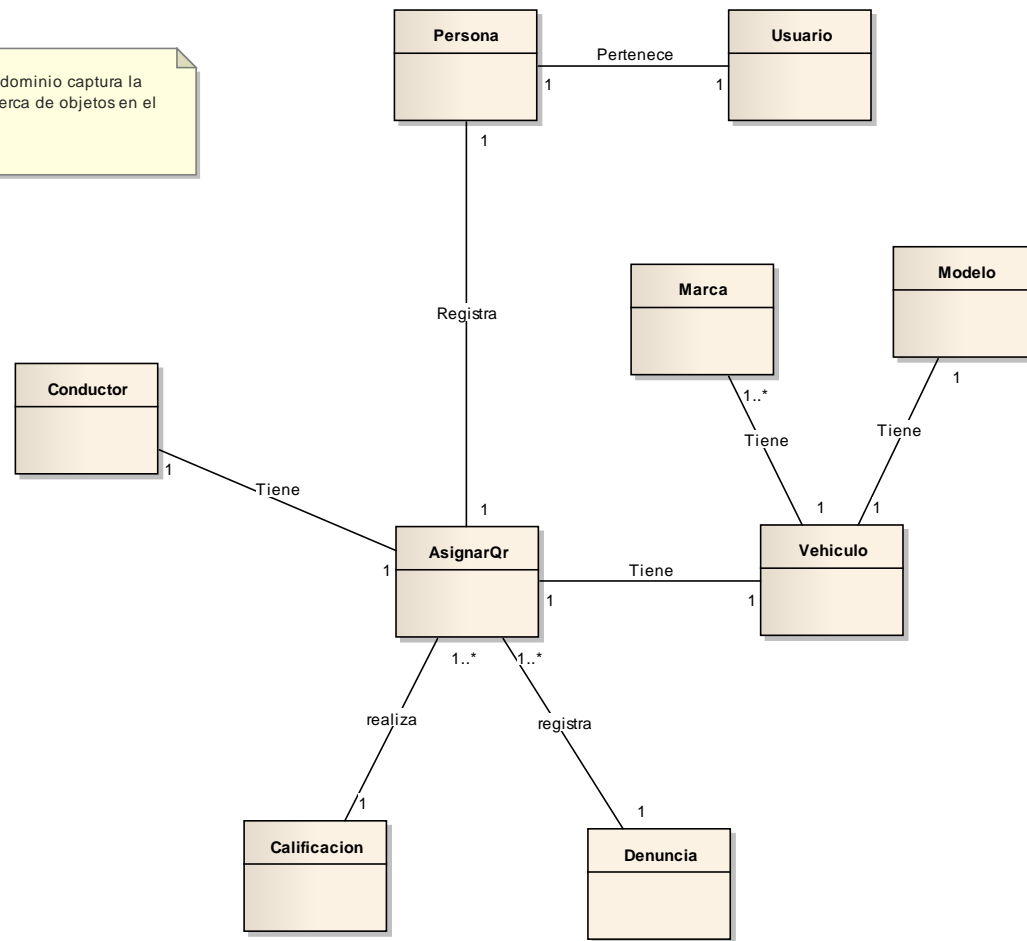 Persona
Usuario
Pertenece
1
1
dominio captura la
erca de objetos en el
1
Registra
Marca
Modelo
1..*
1
Tiene
Tiene
Conductor
1
Tiene
1
1
1
AsignarQr
Vehiculo
1
Tiene
1
1
1..*
1..*
realiza
registra
1
1
Calificacion
Denuncia